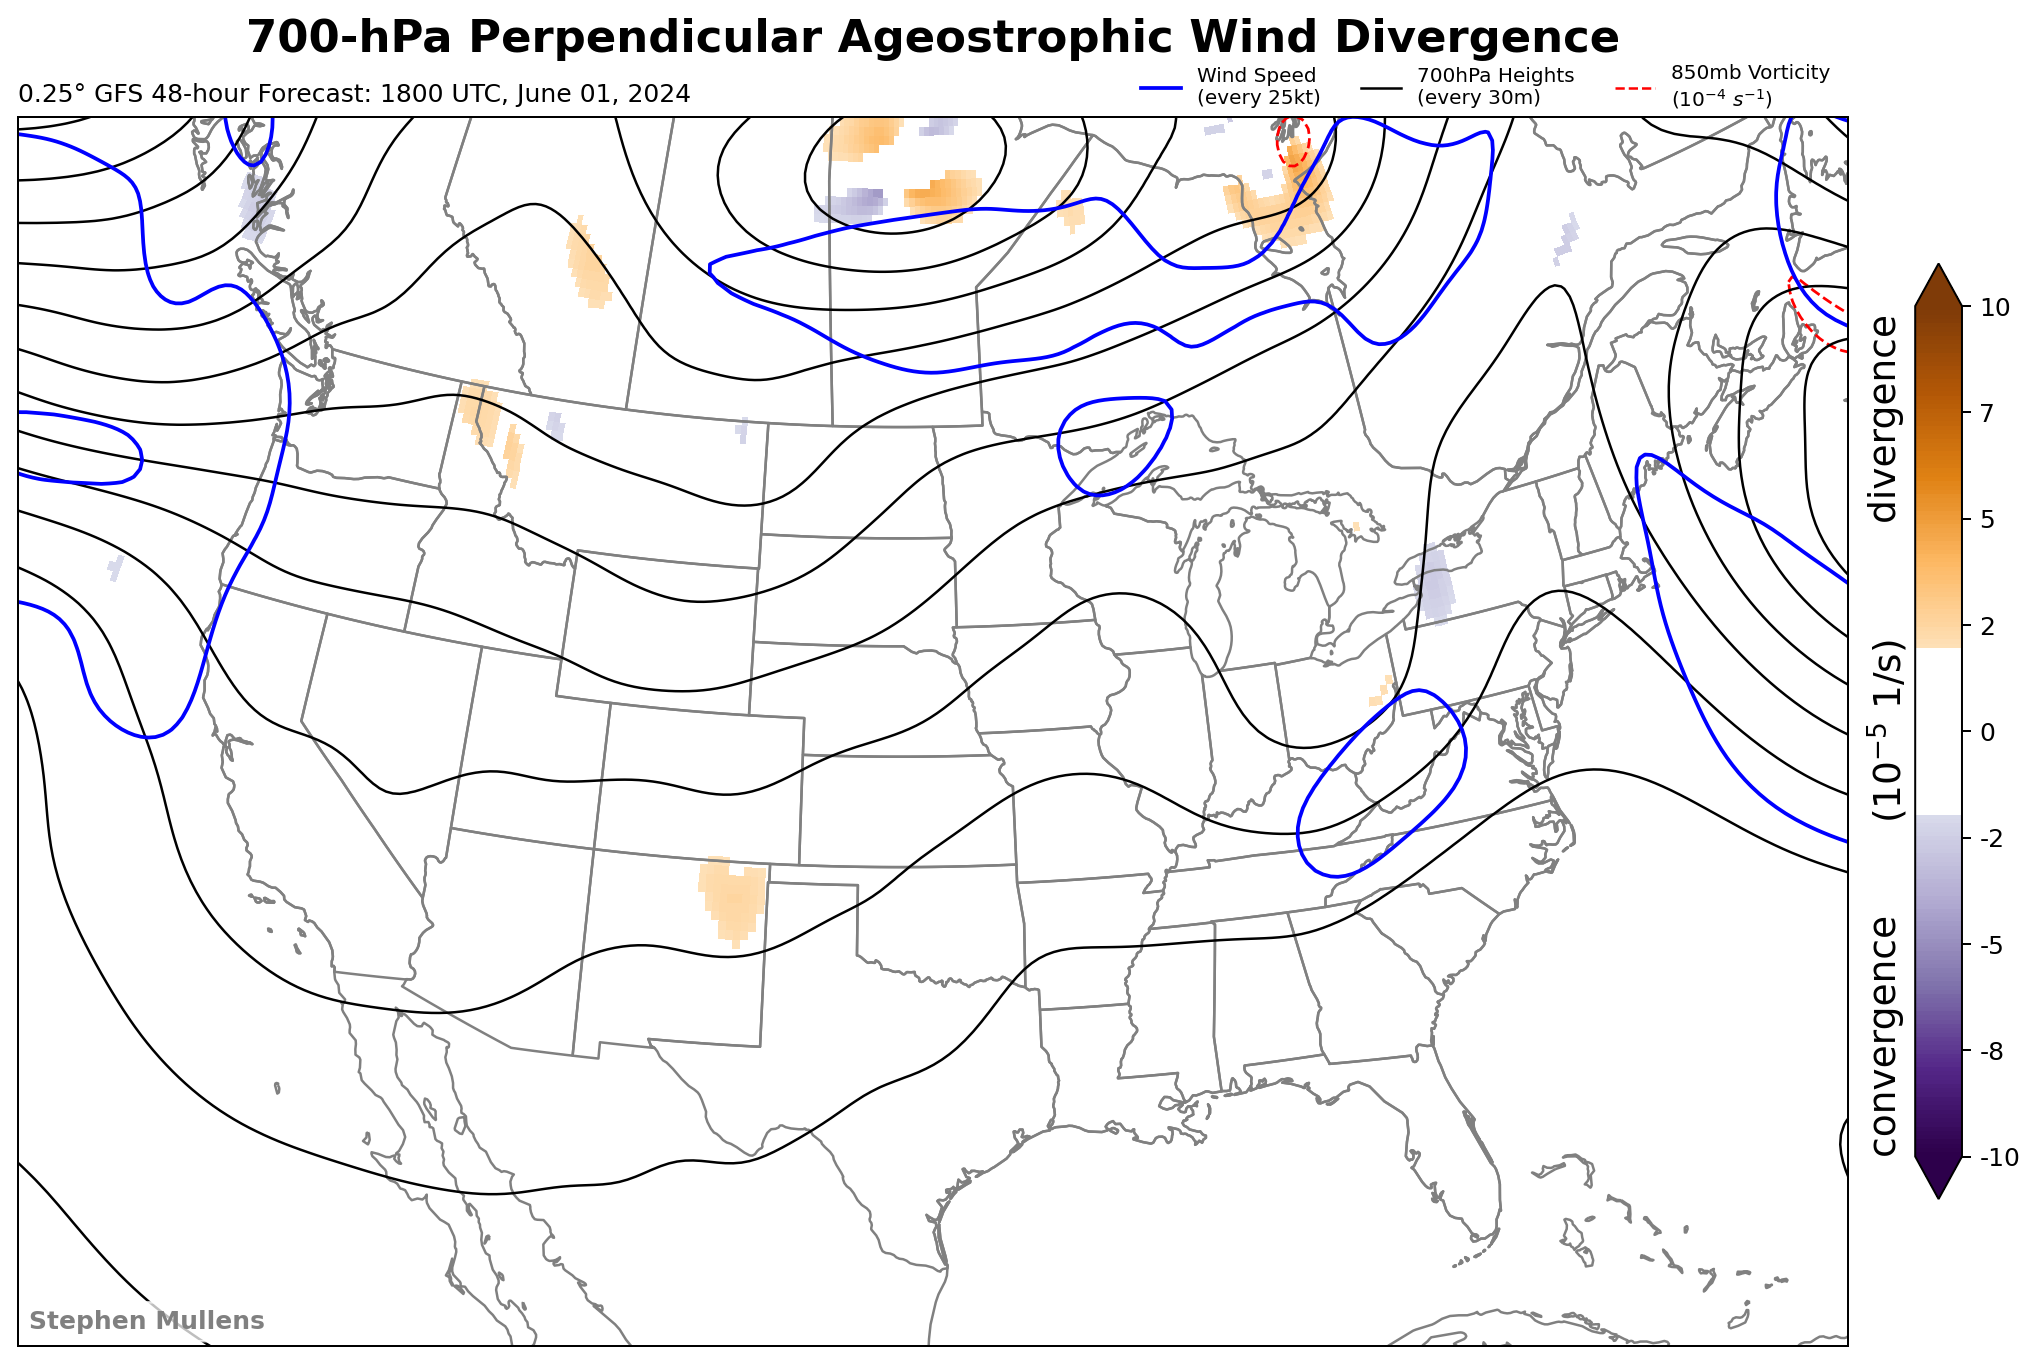 700-hPa Perpendicular Ageostrophic Wind Divergence
0.25° GFS 48-hour Forecast: 1800 UTC, June 01, 2024
Wind Speed
(every 25kt)
700hPa Heights
(every 30m)
850mb Vorticity
(10⁻⁴ s⁻¹)
10
7
5
2
0
-2
-5
-8
-10
convergence (10⁻⁵ 1/s) divergence
Stephen Mullens